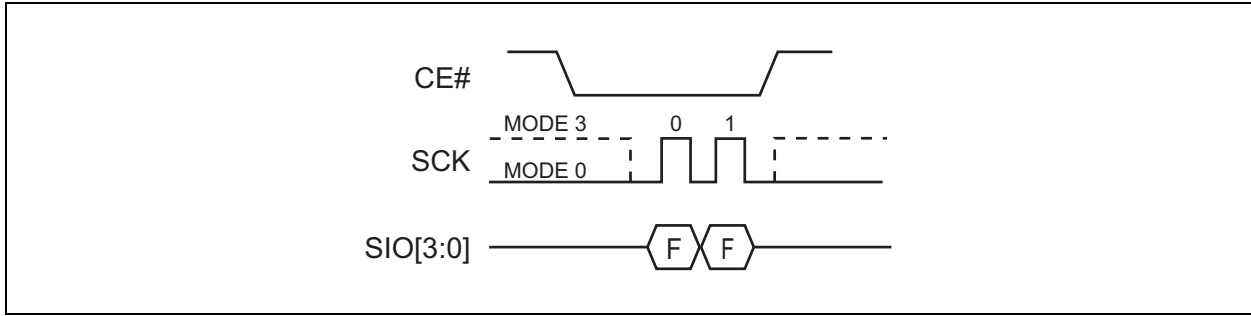 CE#
MODE 3 0 1
SCK
MODE 0
SIO[3:0] F F